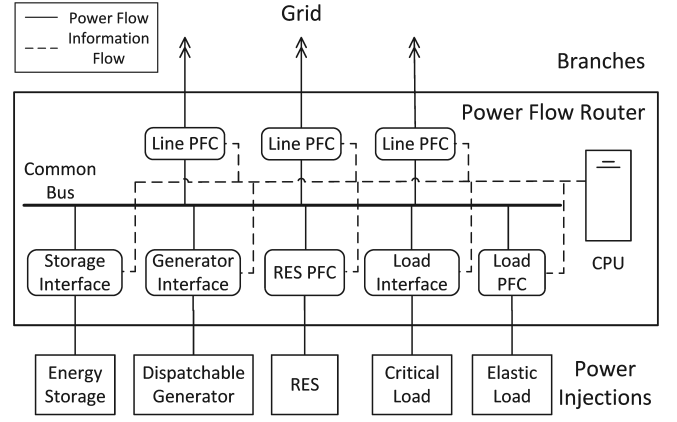 Power Flow
Information
Flow
Grid
Branches
Power Flow Router
Line PFC
Line PFC
Line PFC
Common
Bus
CPU
Storage
Interface
Generator
Interface
RES PFC
Load
Interface
Load
PFC
Energy
Storage
Dispatchable
Generator
RES
Critical
Load
Elastic
Load
Power
Injections